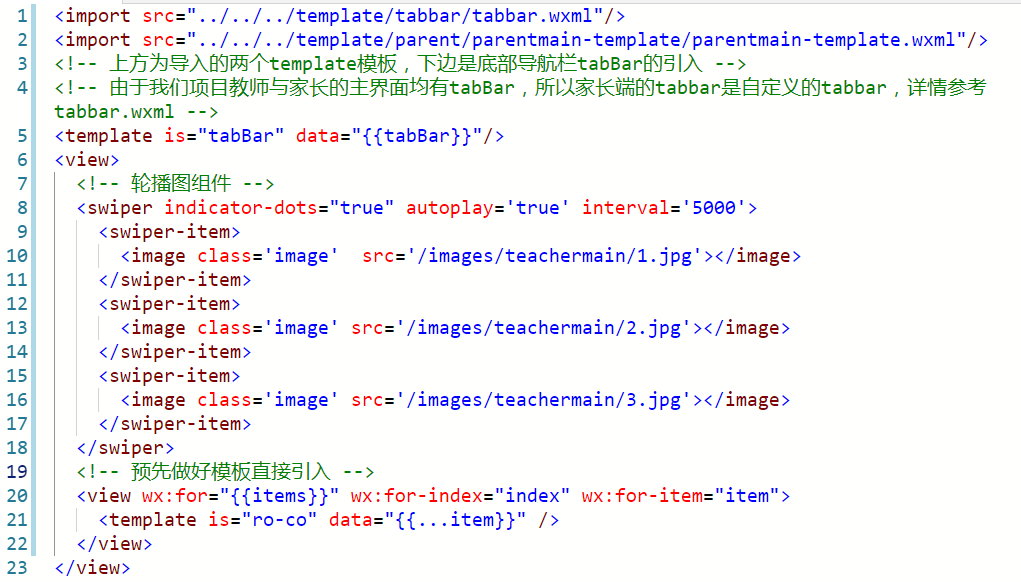 1 <import src="../../../template/tabbar/tabbar.wxml"/>
2 <import src="../../../template/parent/parentmain-template/parentmain-template.wxml"/>
3 <!-- 上方为导入的两个template模板，下边是底部导航栏tabBar的引入 -->
4 <!-- 由于我们项目教师与家长的主界面均有tabBar，所以家长端的tabbar是自定义的tabbar，详情参考
tabbar.wxml -->
5 <template is="tabBar" data="{{tabBar}}"/>
6 <view>
7 <!-- 轮播图组件 -->
8 <swiper indicator-dots="true" autoplay='true' interval='5000'>
9 <swiper-item>
10 <image class='image'  src='/images/teachermain/1.jpg'></image>
11 </swiper-item>
12 <swiper-item>
13 <image class='image' src='/images/teachermain/2.jpg'></image>
14 </swiper-item>
15 <swiper-item>
16 <image class='image' src='/images/teachermain/3.jpg'></image>
17 </swiper-item>
18 </swiper>
19 <!-- 预先做好模板直接引入 -->
20 <view wx:for="{{items}}" wx:for-index="index" wx:for-item="item">
21 <template is="ro-co" data="{{...item}}" />
22 </view>
23 </view>